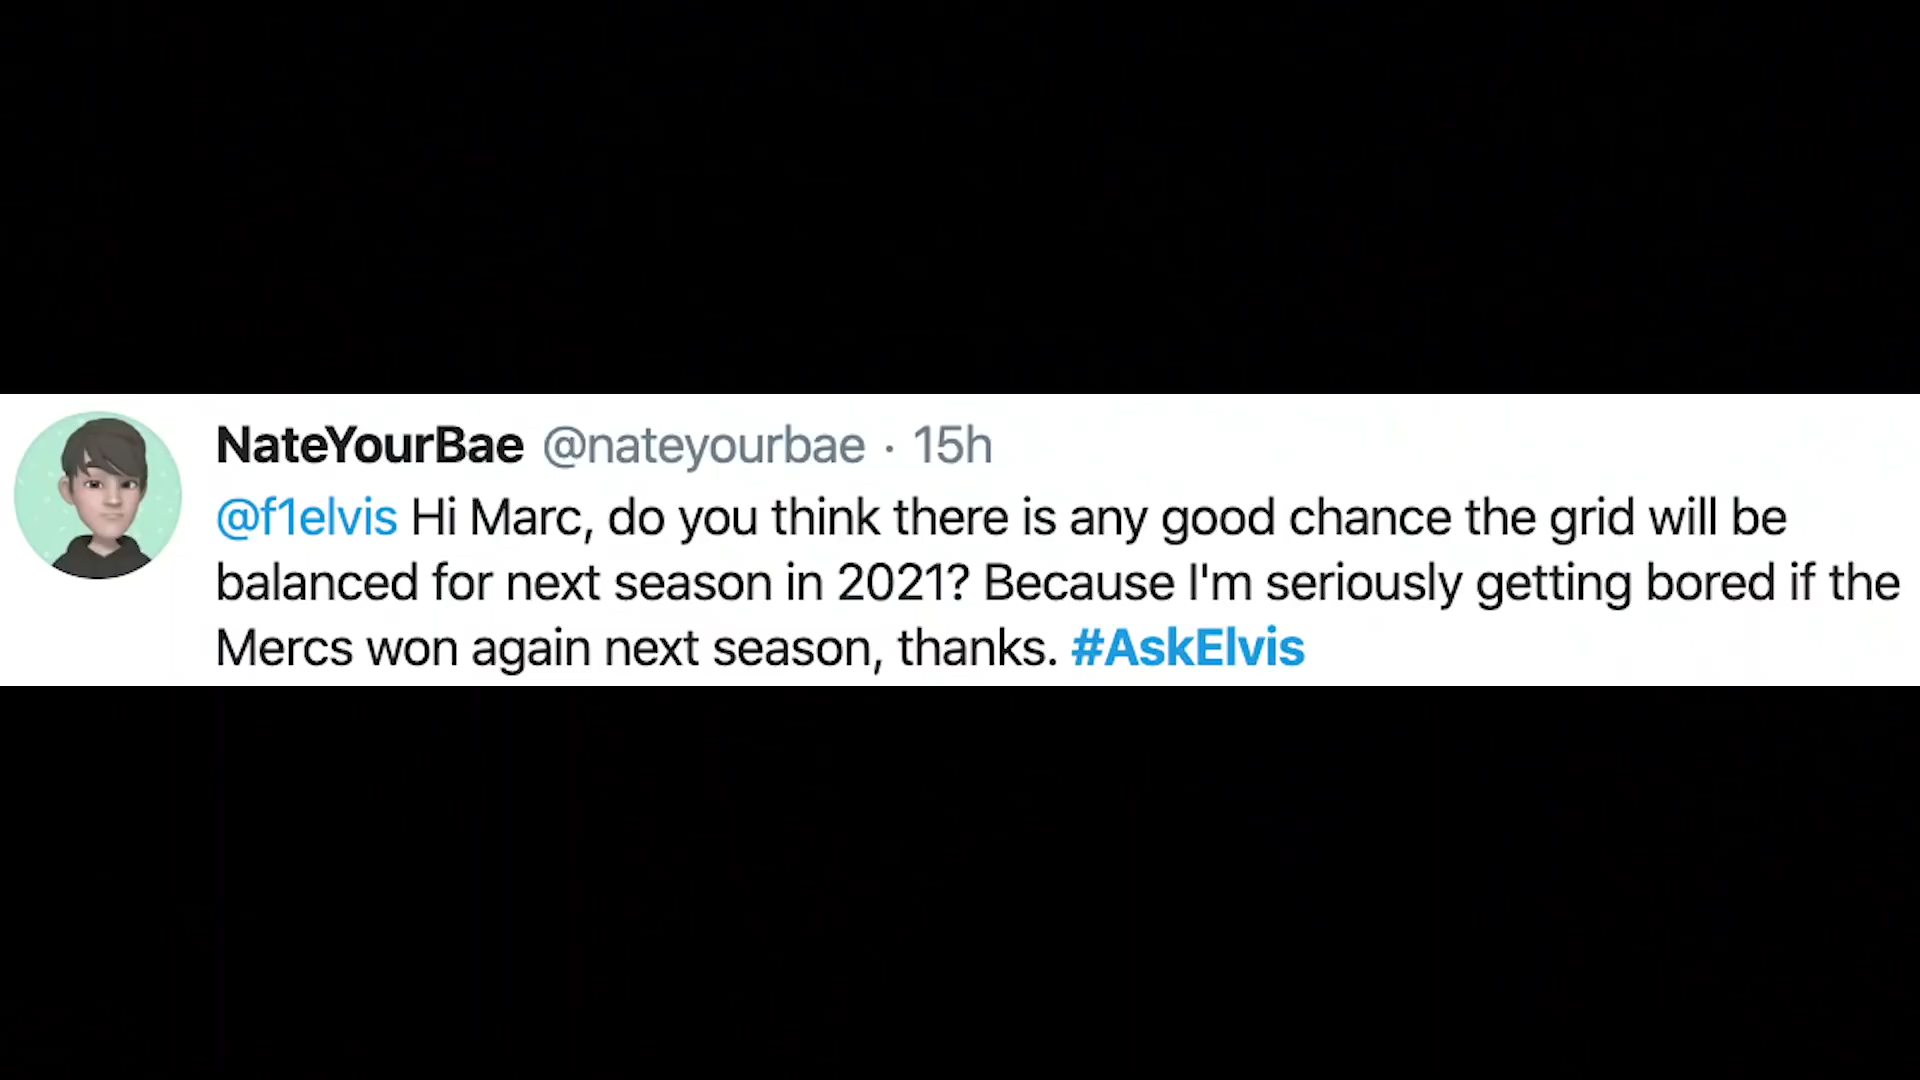 NateYourBae @nateyourbae · 15h
@f1elvis Hi Marc, do you think there is any good chance the grid will be
balanced for next season in 2021? Because I'm seriously getting bored if the
Mercs won again next season, thanks. #AskElvis